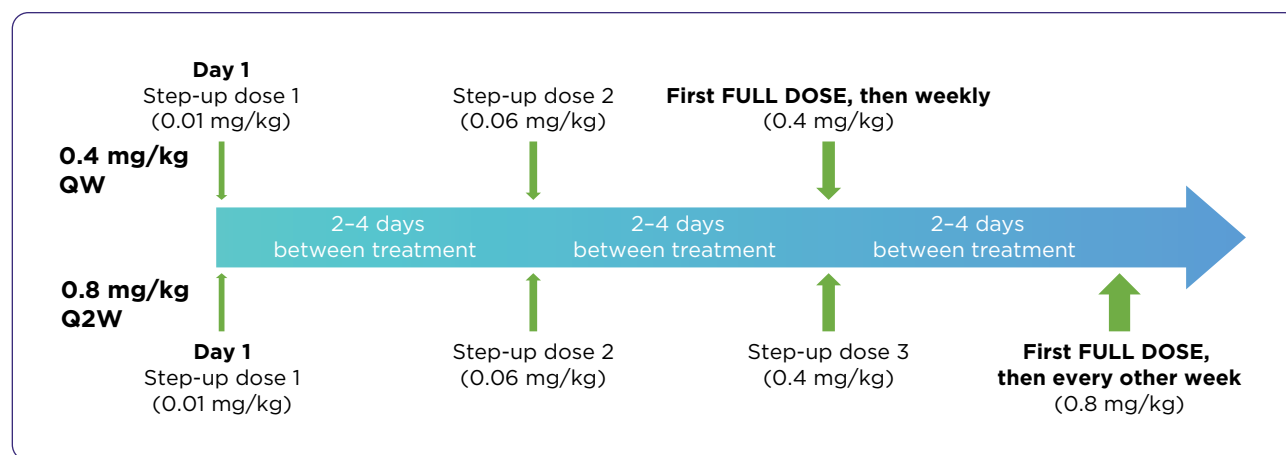 Day 1
Step-up dose 1
(0.01 mg/kg)
Step-up dose 2
(0.06 mg/kg)
First FULL DOSE, then weekly
(0.4 mg/kg)
0.4 mg/kg
QW
2–4 days
between treatment
2–4 days
between treatment
2–4 days
between treatment
0.8 mg/kg
Q2W
Day 1
Step-up dose 1
(0.01 mg/kg)
Step-up dose 2
(0.06 mg/kg)
Step-up dose 3
(0.4 mg/kg)
First FULL DOSE,
then every other week
(0.8 mg/kg)